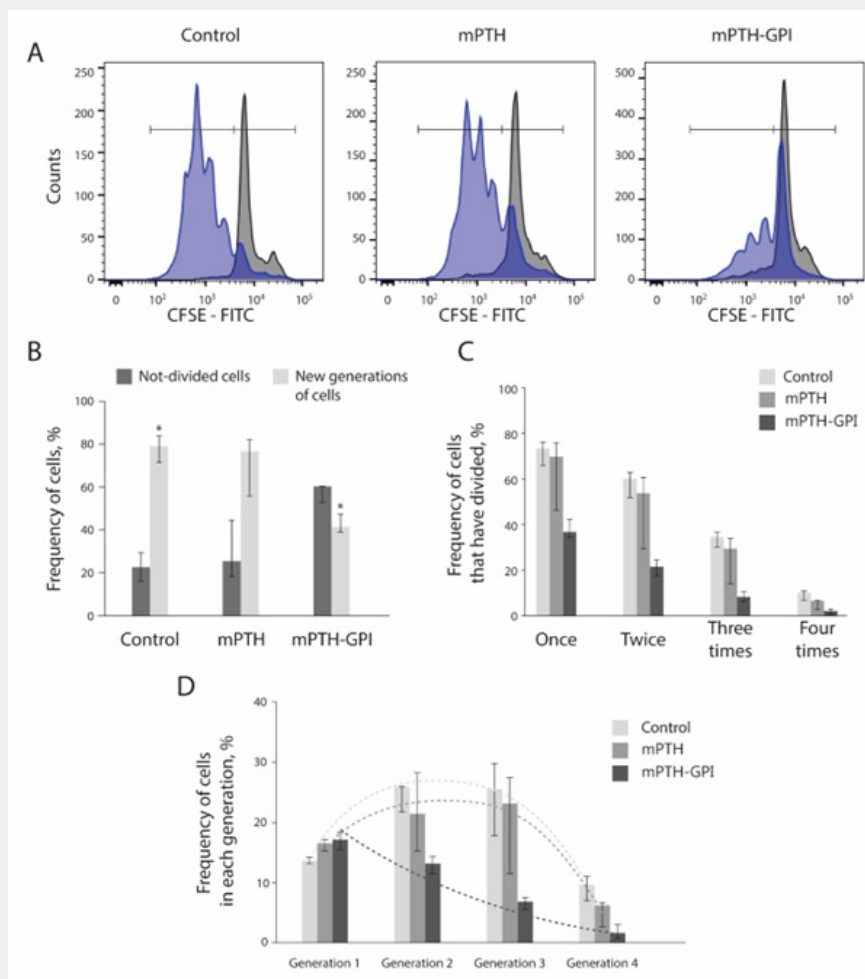 A
Control
mPTH
mPTH-GPI
Counts
250
200
150
100
50
0
0 10² 10³ 10⁴ 10⁵
CFSE - FITC
250
200
150
100
50
0
0 10² 10³ 10⁴ 10⁵
CFSE - FITC
500
400
300
200
100
0
0 10² 10³ 10⁴ 10⁵
CFSE - FITC
B
Not-divided cells
New generations
of cells
Frequency of cells, %
100
80
60
40
20
0
*
*
Control mPTH mPTH-GPI
C
Control
mPTH
mPTH-GPI
Frequency of cells
that have divided, %
100
80
60
40
20
0
Once Twice Three
times Four
times
D
Control
mPTH
mPTH-GPI
Frequency of cells
in each generation, %
40
30
20
10
0
Generation 1 Generation 2 Generation 3 Generation 4